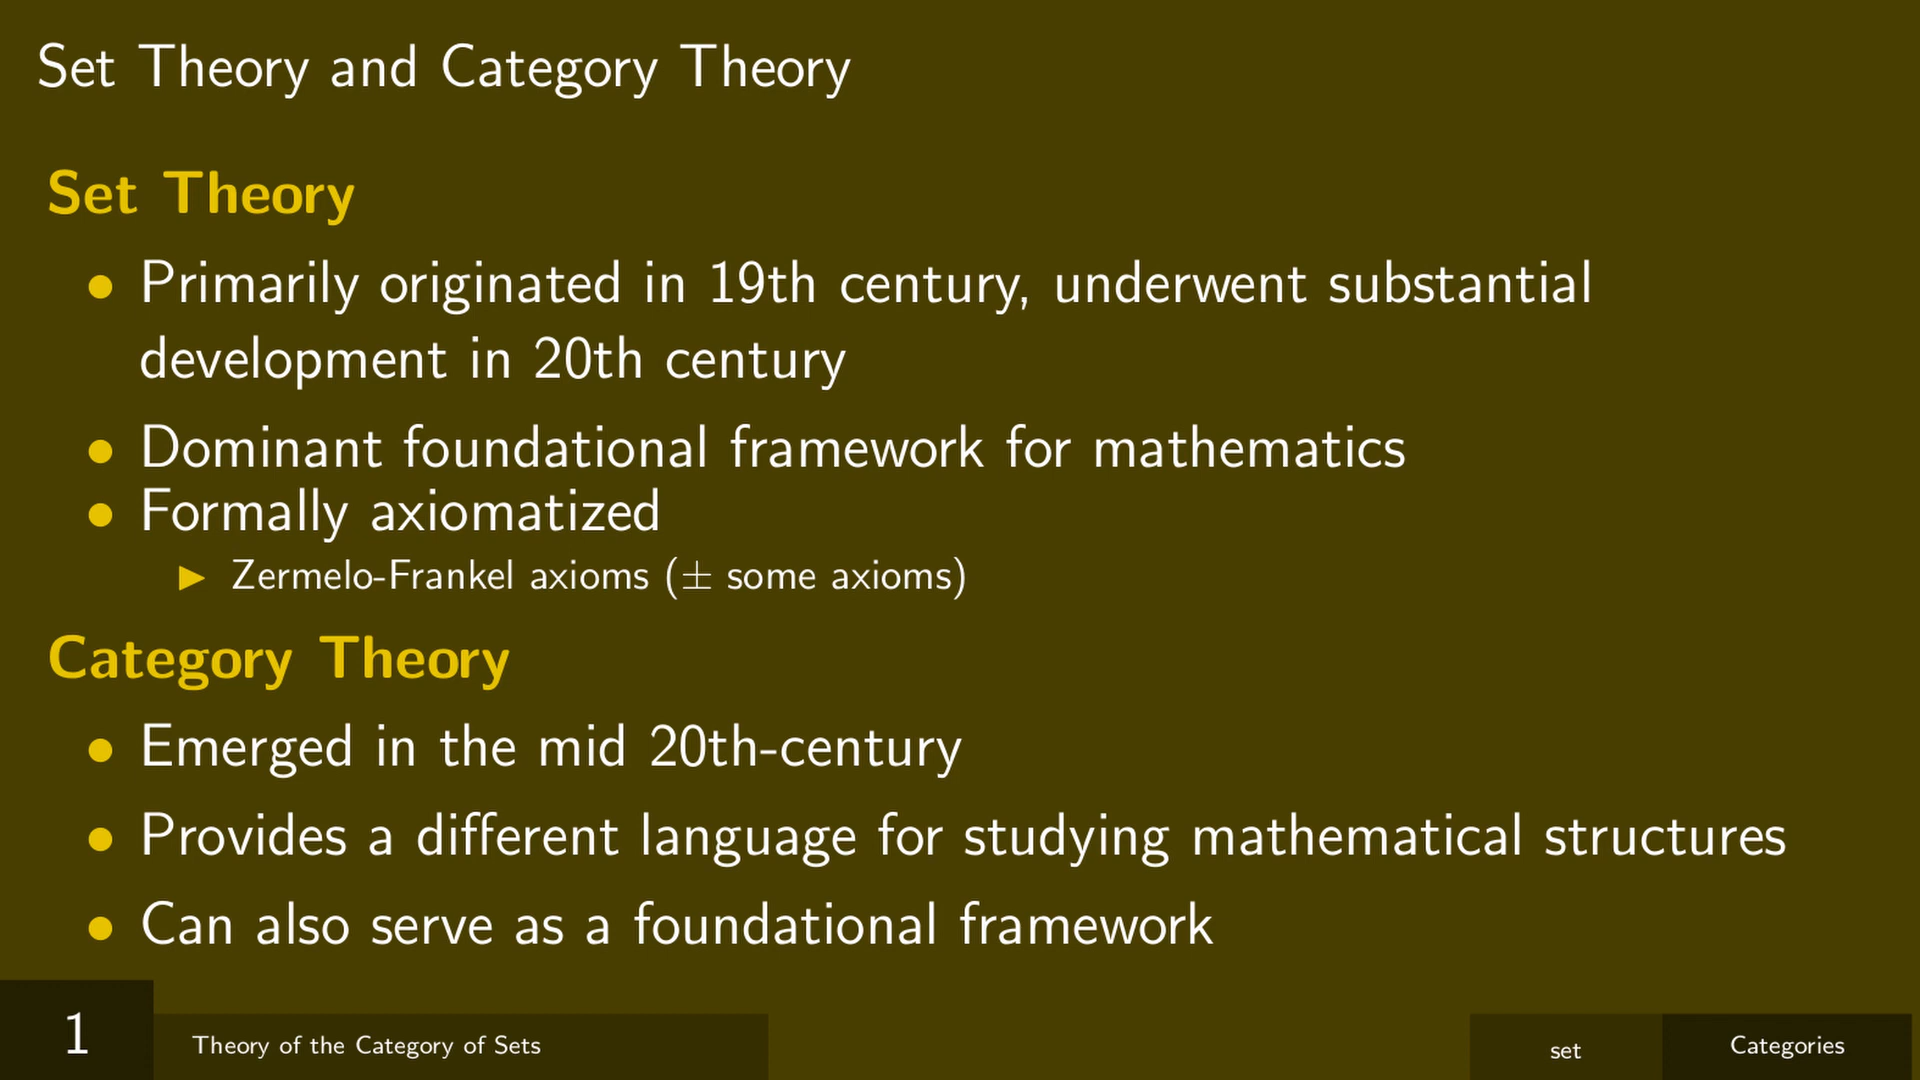 Set Theory and Category Theory
Set Theory
• Primarily originated in 19th century, underwent substantial
development in 20th century
• Dominant foundational framework for mathematics
• Formally axiomatized
▶ Zermelo-Frankel axioms (± some axioms)
Category Theory
• Emerged in the mid 20th-century
• Provides a different language for studying mathematical structures
• Can also serve as a foundational framework
1
Theory of the Category of Sets
set
Categories